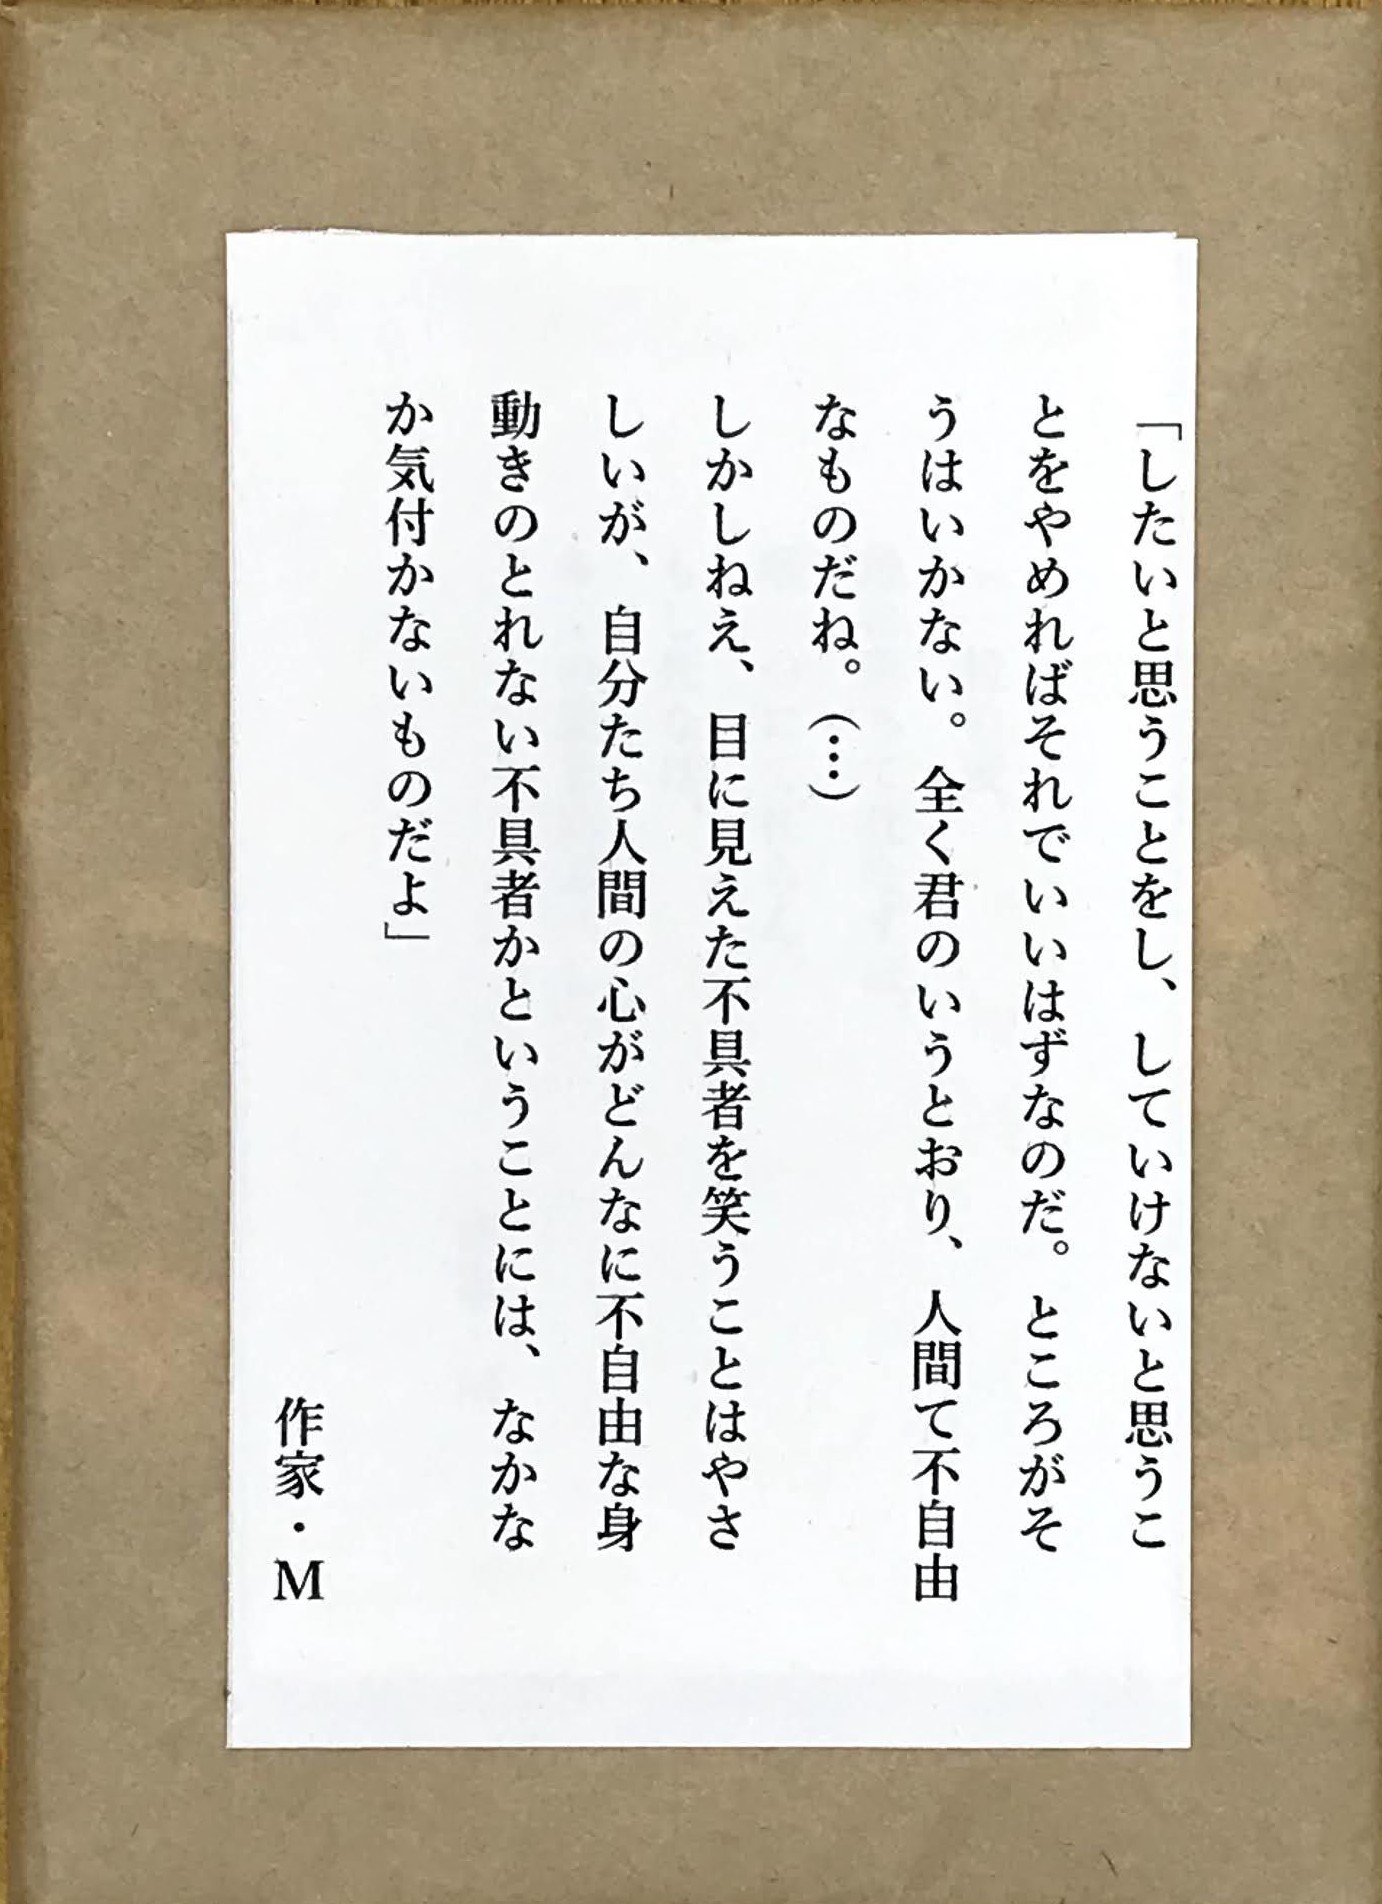 「したいと思うことをし、していけないと思うこ
とをやめればそれでいいはずなのだ。ところがそ
うはいかない。全く君のいうとおり、人間て不自由
なものだね。(…)
しかしねえ、目に見えた不具者を笑うことはやさ
しいが、自分たち人間の心がどんなに不自由な身
動きのとれない不具者かということには、なかな
か気付かないものだよ」
作家・M